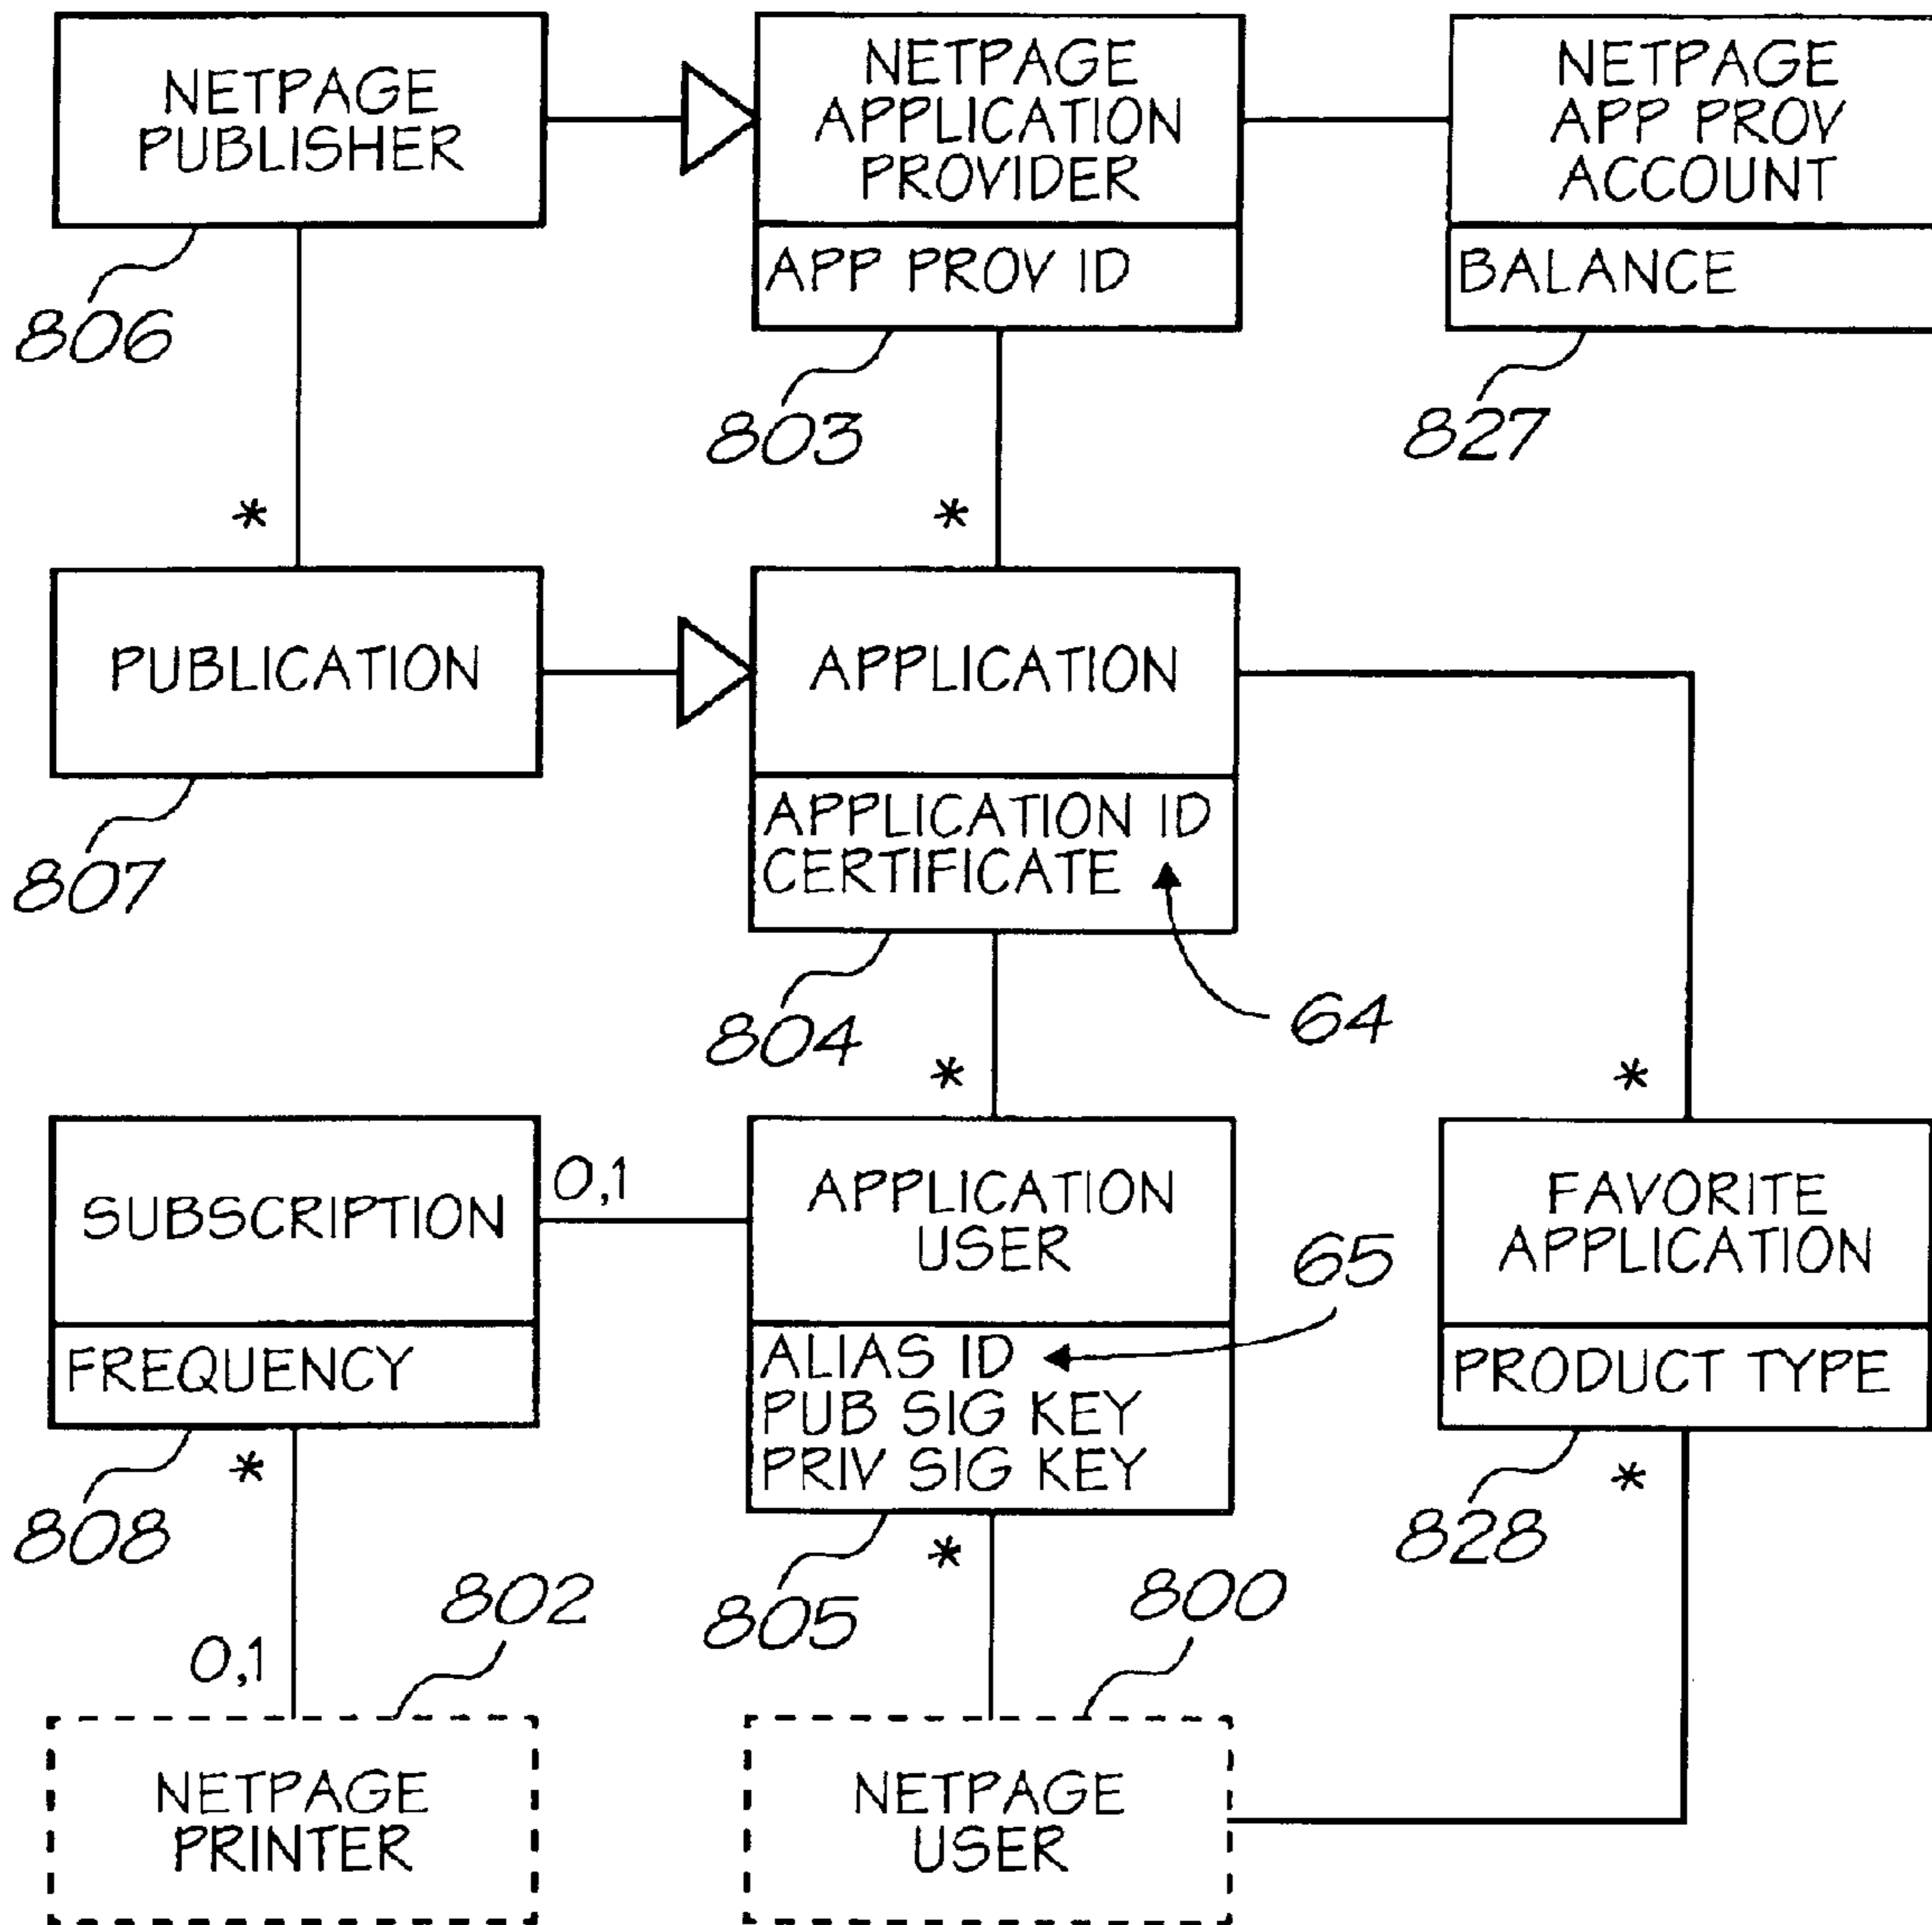 NETPAGE
PUBLISHER
NETPAGE
APPLICATION
PROVIDER
APP PROV ID
NETPAGE
APP PROV
ACCOUNT
BALANCE
806
803
827
*
*
PUBLICATION
APPLICATION
APPLICATION ID
CERTIFICATE
807
804
64
*
*
SUBSCRIPTION
0,1
FREQUENCY
APPLICATION
USER
65
ALIAS ID
PUB SIG KEY
PRIV SIG KEY
FAVORITE
APPLICATION
PRODUCT TYPE
808
*
802
805
*
800
828
*
0,1
NETPAGE
PRINTER
NETPAGE
USER